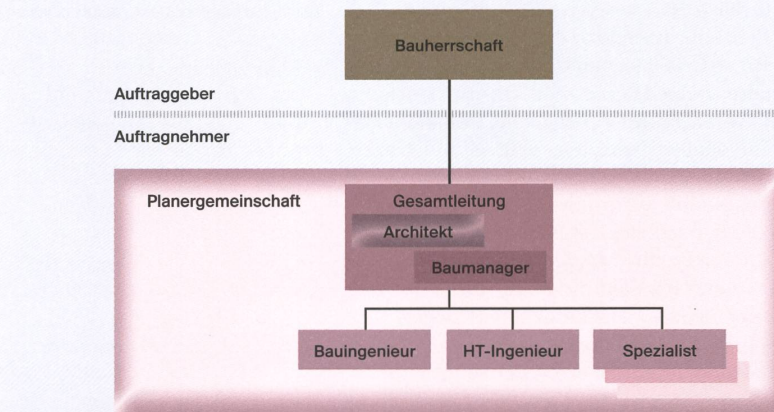 Bauherrschaft
Auftraggeber
Auftragnehmer
Planergemeinschaft
Gesamtleitung
Architekt
Baumanager
Bauingenieur
HT-Ingenieur
Spezialist